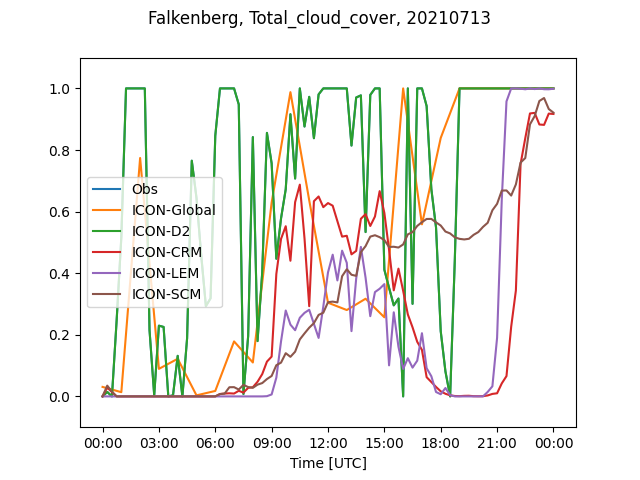 Falkenberg, Total_cloud_cover, 20210713
1.0
0.8
0.6
0.4
0.2
0.0
Obs
ICON-Global
ICON-D2
ICON-CRM
ICON-LEM
ICON-SCM
00:00 03:00 06:00 09:00 12:00 15:00 18:00 21:00 00:00
Time [UTC]